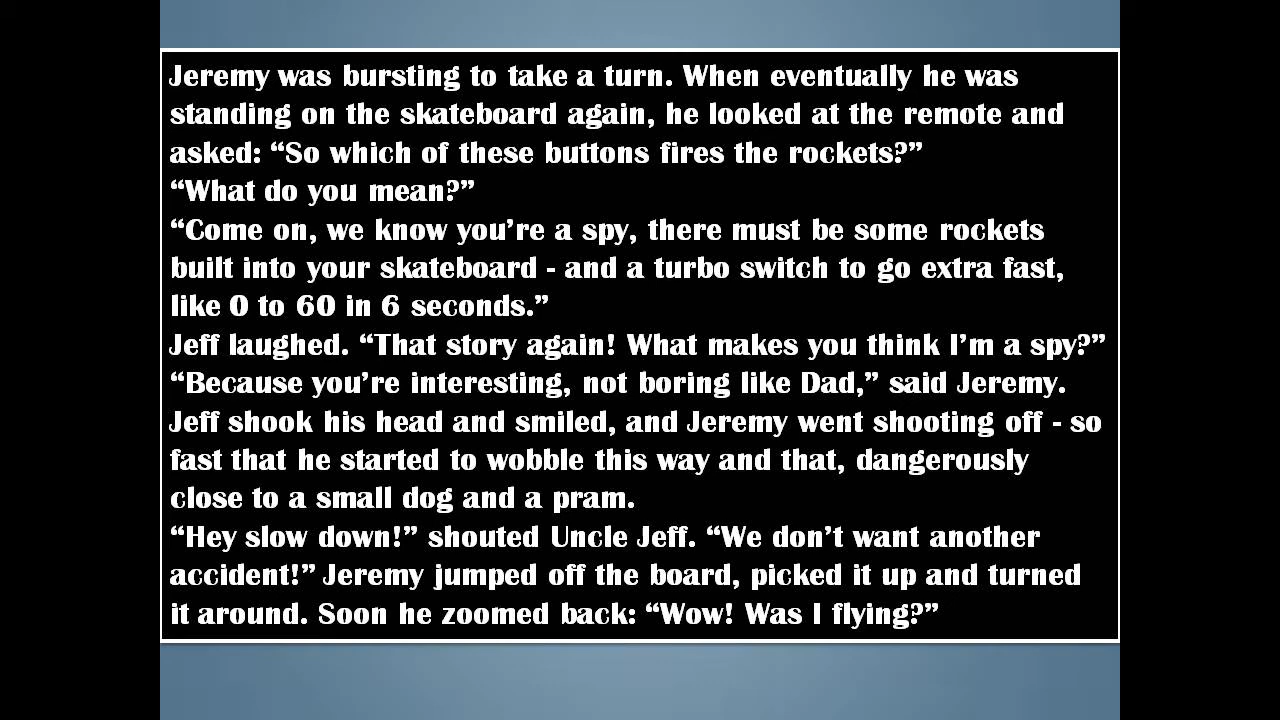 Jeremy was bursting to take a turn. When eventually he was
standing on the skateboard again, he looked at the remote and
asked: “So which of these buttons fires the rockets?”
“What do you mean?”
“Come on, we know you’re a spy, there must be some rockets
built into your skateboard - and a turbo switch to go extra fast,
like 0 to 60 in 6 seconds.”
Jeff laughed. “That story again! What makes you think I’m a spy?”
“Because you’re interesting, not boring like Dad,” said Jeremy.
Jeff shook his head and smiled, and Jeremy went shooting off - so
fast that he started to wobble this way and that, dangerously
close to a small dog and a pram.
“Hey slow down!” shouted Uncle Jeff. “We don’t want another
accident!” Jeremy jumped off the board, picked it up and turned
it around. Soon he zoomed back: “Wow! Was I flying?”